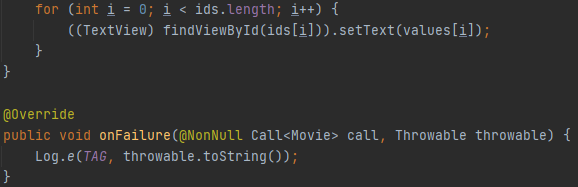 for (int i = 0; i < ids.length; i++) {
((TextView) findViewById(ids[i])).setText(values[i]);
}
}
@Override
public void onFailure(@NonNull Call<Movie> call, Throwable throwable) {
Log.e(TAG, throwable.toString());
}